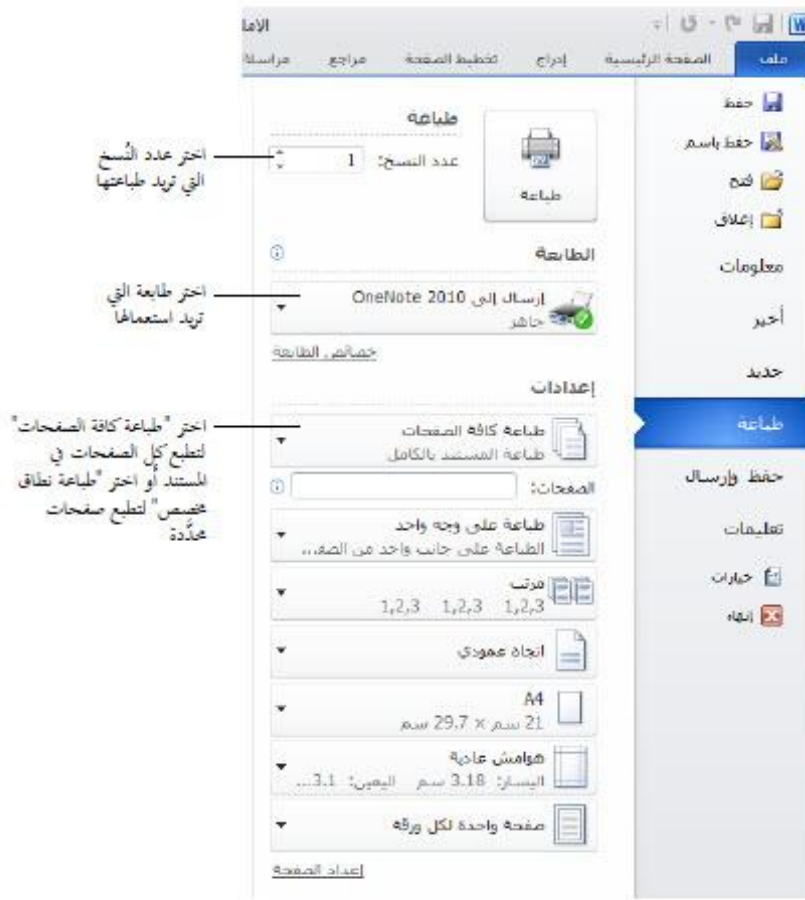 الاما
ملف الصفحة الرئيسية إدراج تخطيط الصفحة مراجع مراسلا
حفظ
حفظ باسم
فتح
إغلاق
معلومات
أخير
جديد
طباعة
حفظ وإرسال
تعليمات
خيارات
إنهاء
طباعة
طباعة
عدد النسخ: 1
الطابعة
إرسال إلى OneNote 2010
جاهز
خصائص الطابعة
إعدادات
طباعة كافة الصفحات
طباعة المستند بالكامل
الصفحات:
طباعة على وجه واحد
الطباعة على جانب واحد من الصف...
مرتب
1,2,3 1,2,3 1,2,3
اتجاه عمودي
A4
21 سم × 29.7 سم
هوامش عادية
اليسار: 3.18 سم اليمين: 3.1...
صفحة واحدة لكل ورقة
إعداد الصفحة
اختر عدد النُسخ
التي تريد طباعتها
اختر طابعة التي
تريد استعمالها
اختر "طباعة كافة الصفحات"
لتطبع كل الصفحات في
المستند أو اختر "طباعة نطاق
مخصص" لتطبع صفحات
محدَّدة